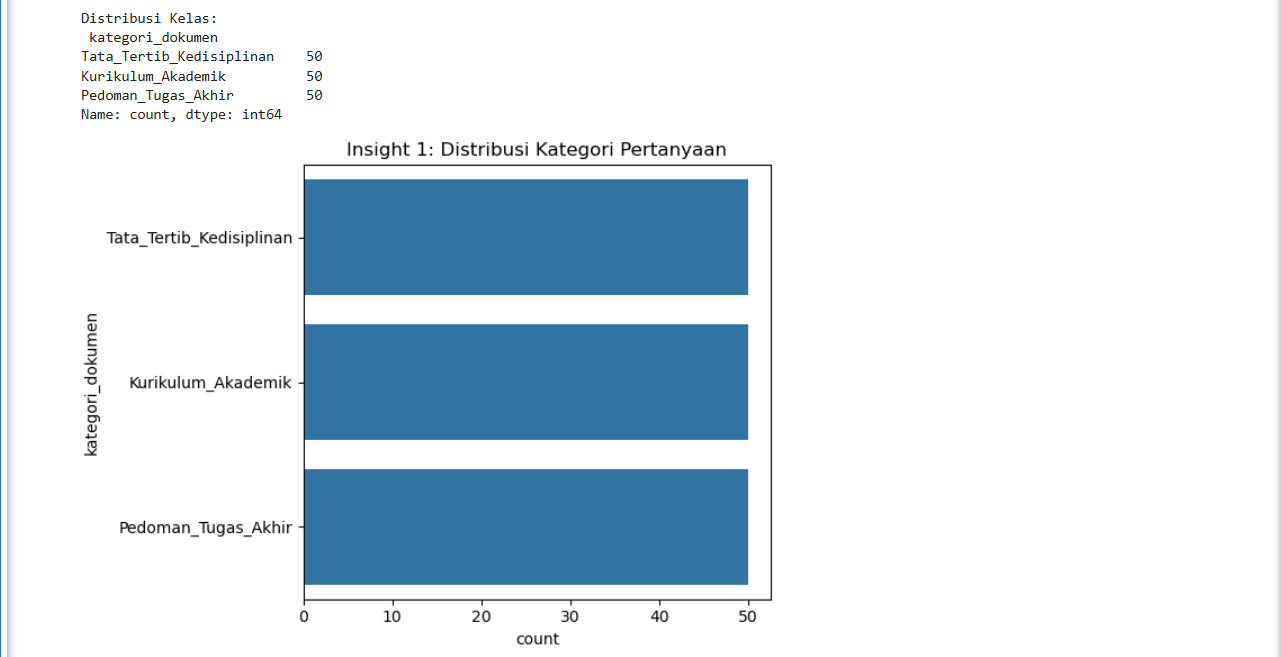 Distribusi Kelas:
kategori_dokumen
Tata_Tertib_Kedisiplinan    50
Kurikulum_Akademik          50
Pedoman_Tugas_Akhir         50
Name: count, dtype: int64
Insight 1: Distribusi Kategori Pertanyaan
kategori_dokumen
Tata_Tertib_Kedisiplinan
Kurikulum_Akademik
Pedoman_Tugas_Akhir
0 10 20 30 40 50
count